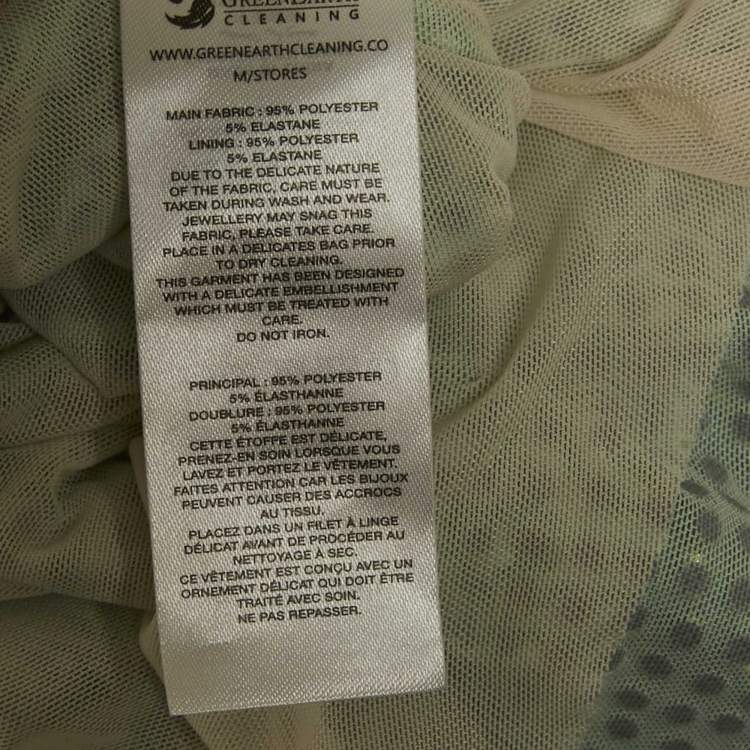 GREENEARTH
CLEANING
WWW.GREENEARTHCLEANING.CO
M/STORES
MAIN FABRIC : 95% POLYESTER
5% ELASTANE
LINING : 95% POLYESTER
5% ELASTANE
DUE TO THE DELICATE NATURE
OF THE FABRIC, CARE MUST BE
TAKEN DURING WASH AND WEAR.
JEWELLERY MAY SNAG THIS
FABRIC, PLEASE TAKE CARE.
PLACE IN A DELICATES BAG PRIOR
TO DRY CLEANING.
THIS GARMENT HAS BEEN DESIGNED
WITH A DELICATE EMBELLISHMENT
WHICH MUST BE TREATED WITH
CARE.
DO NOT IRON.
PRINCIPAL : 95% POLYESTER
5% ÉLASTHANNE
DOUBLURE : 95% POLYESTER
5% ÉLASTHANNE
CETTE ÉTOFFE EST DÉLICATE,
PRENEZ-EN SOIN LORSQUE VOUS
LAVEZ ET PORTEZ LE VÊTEMENT.
FAITES ATTENTION CAR LES BIJOUX
PEUVENT CAUSER DES ACCROCS
AU TISSU.
PLACEZ DANS UN FILET À LINGE
DÉLICAT AVANT DE PROCÉDER AU
NETTOYAGE À SEC.
CE VÊTEMENT EST CONÇU AVEC UN
ORNEMENT DÉLICAT QUI DOIT ÊTRE
TRAITÉ AVEC SOIN.
NE PAS REPASSER.